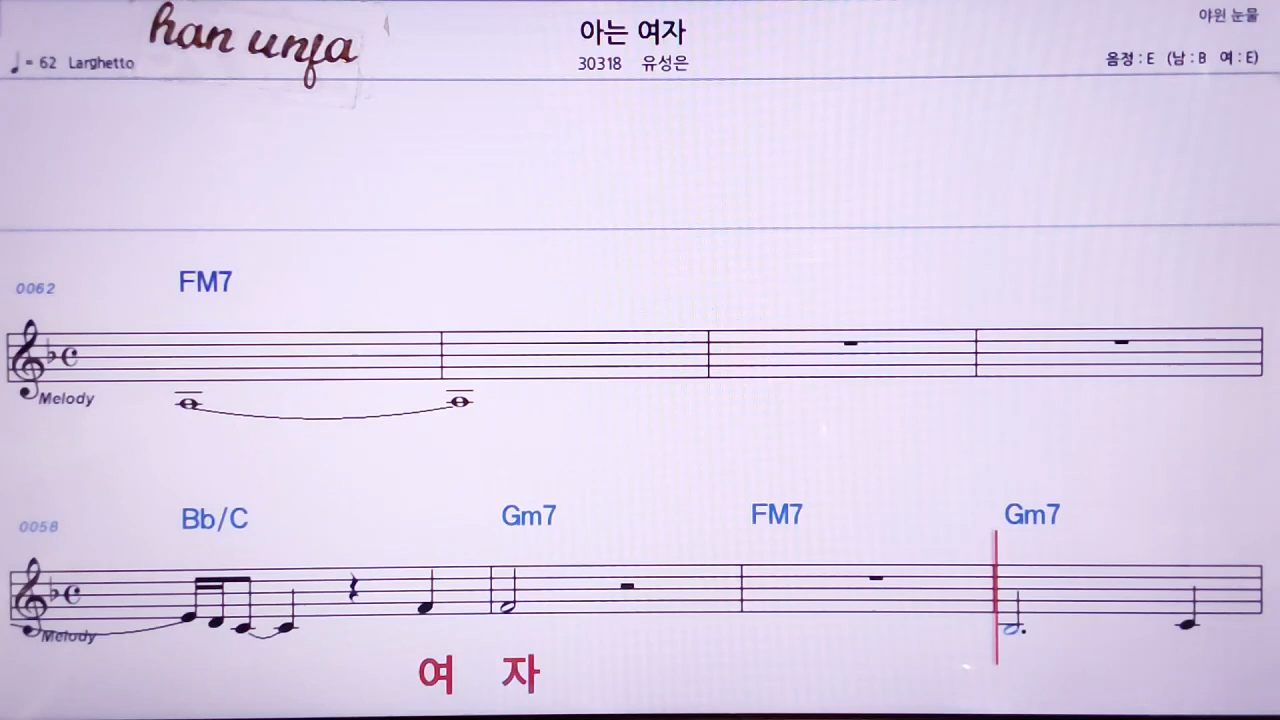 han unja
아는 여자
야윈 눈물
♩ = 62 Larghetto
30318 유성은
음정 : E (남 : B 여 : E)
0062
FM7
Melody
0058
Bb/C Gm7 FM7 Gm7
Melody
여 자